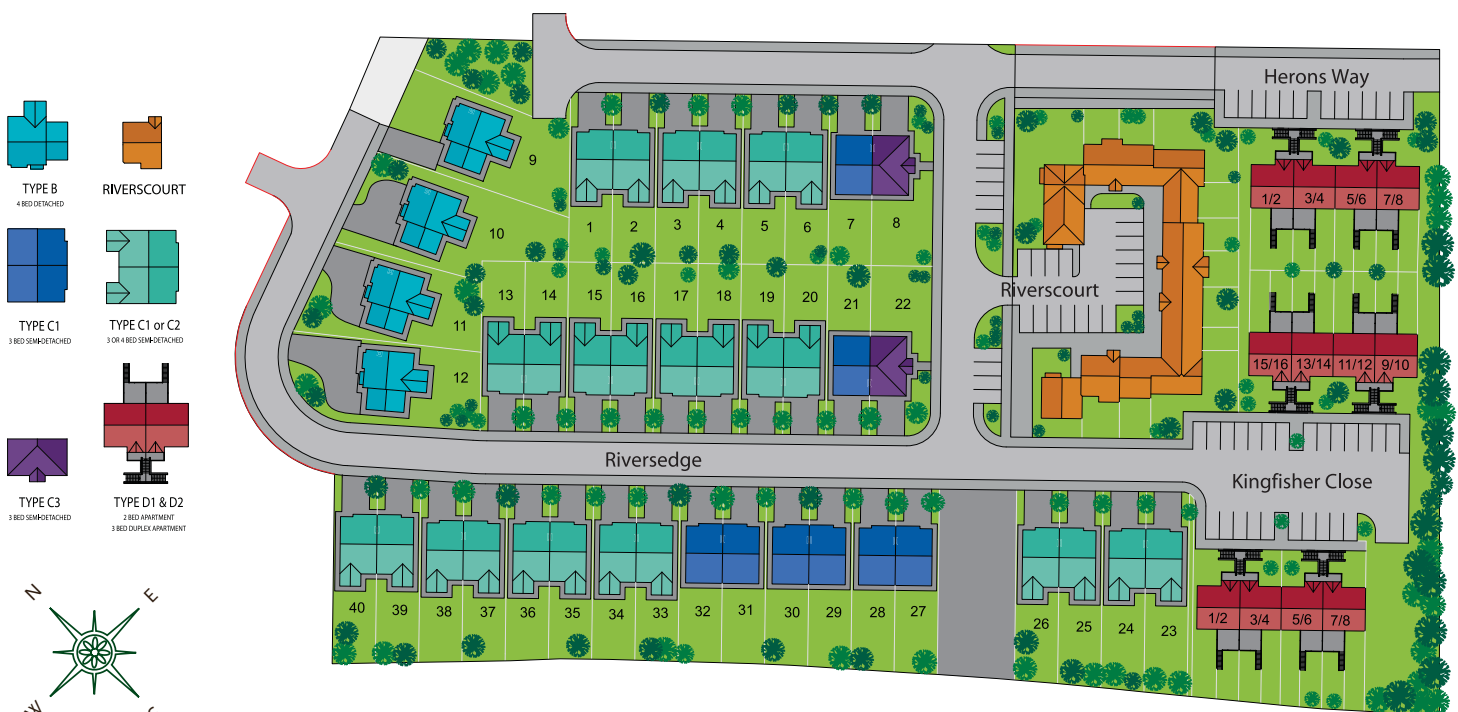 TYPE B
4 BED DETACHED
RIVERSCOURT
TYPE C1
3 BED SEMI-DETACHED
TYPE C1 or C2
3 OR 4 BED SEMI-DETACHED
TYPE C3
3 BED SEMI-DETACHED
TYPE D1 & D2
2 BED APARTMENT
3 BED DUPLEX APARTMENT
N
E
Herons Way
9
1/2 3/4 5/6 7/8
10
1 2 3 4 5 6 7 8
Riverscourt
13 14 15 16 17 18 19 20 21 22
11
12
15/16 13/14 11/12 9/10
Riversedge
Kingfisher Close
40 39 38 37 36 35 34 33 32 31 30 29 28 27
26 25 24 23
1/2 3/4 5/6 7/8